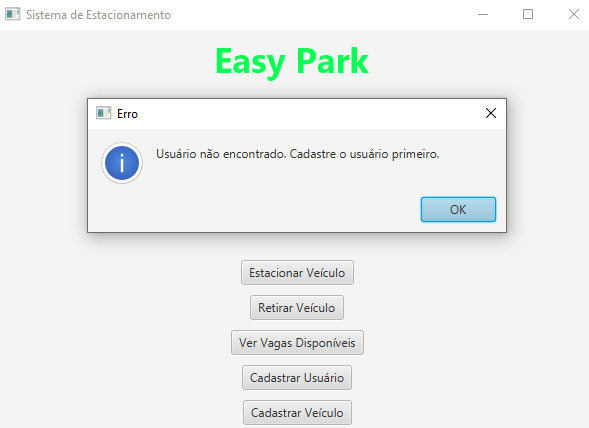 Sistema de Estacionamento
Easy Park
Erro
Usuário não encontrado. Cadastre o usuário primeiro.
OK
Estacionar Veículo
Retirar Veículo
Ver Vagas Disponíveis
Cadastrar Usuário
Cadastrar Veículo